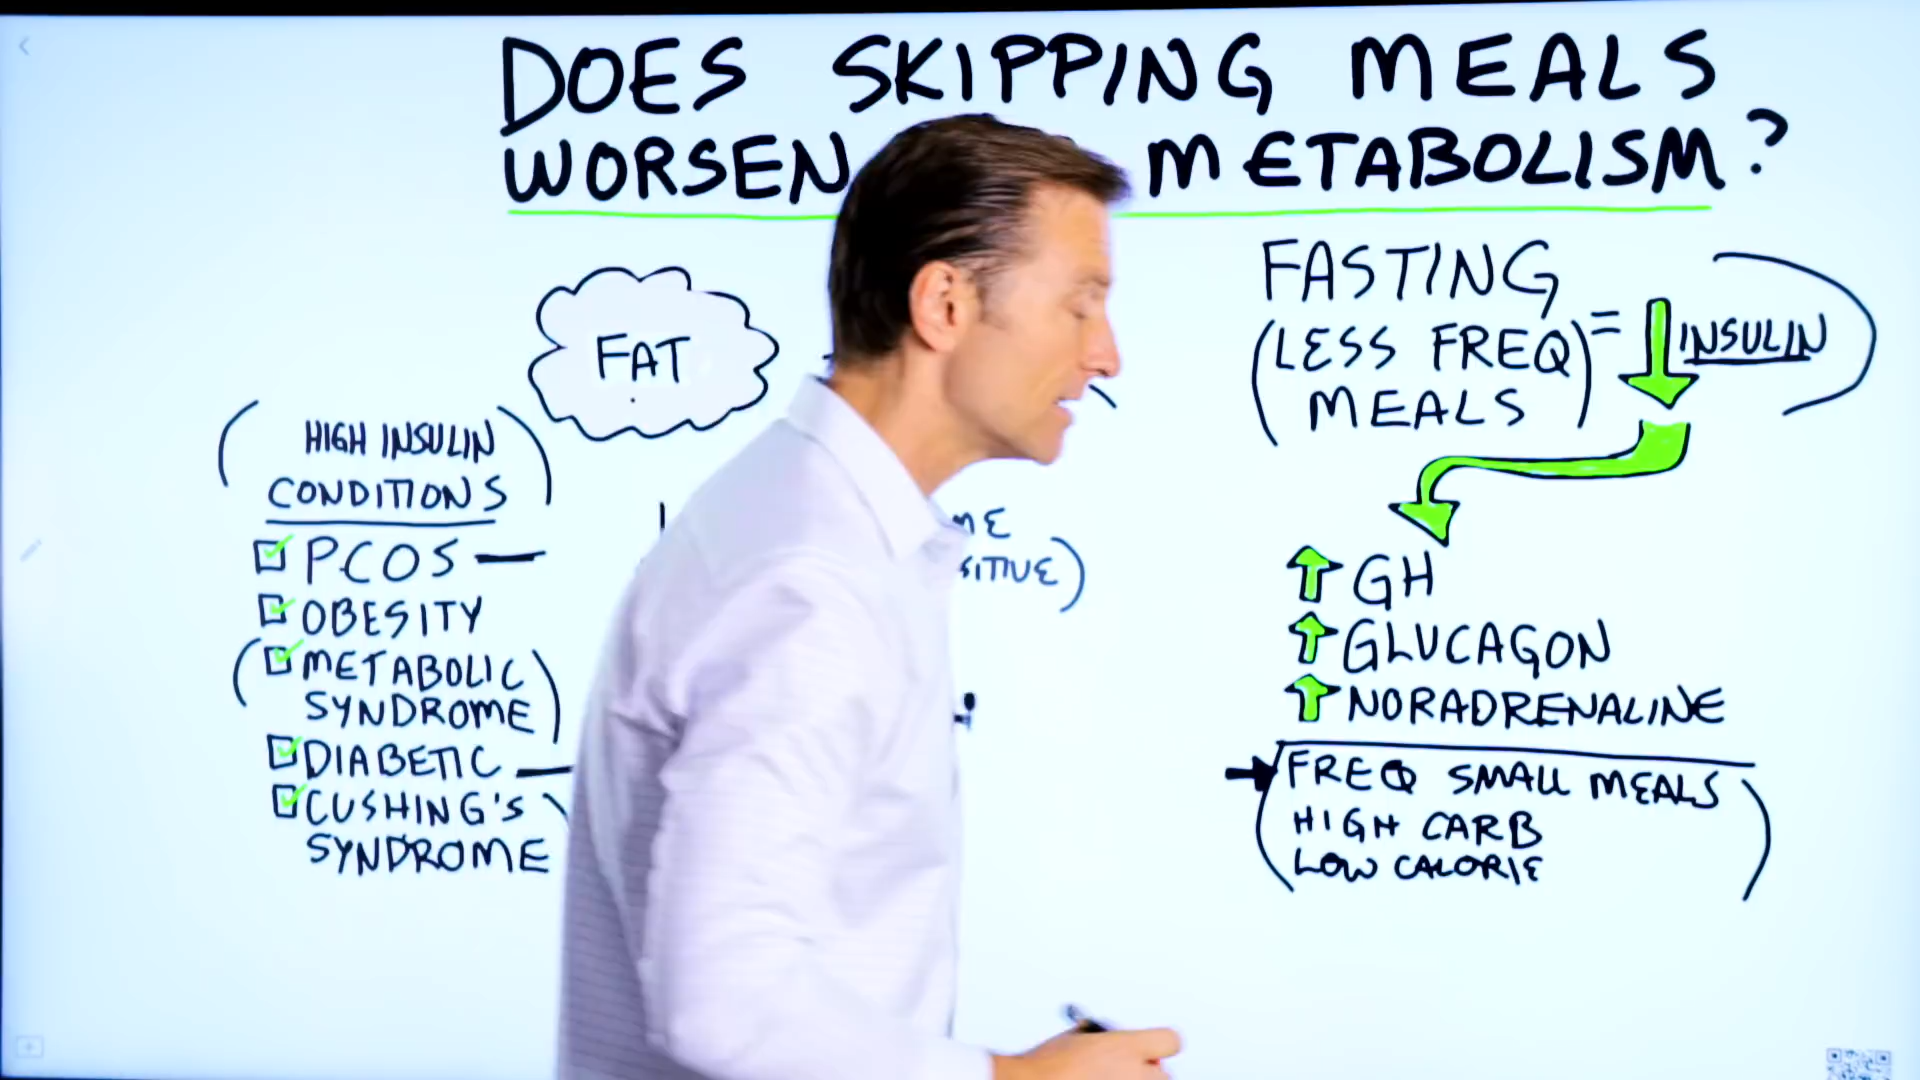 DOES SKIPPING MEALS
WORSEN METABOLISM?
FAT
HIGH INSULIN
CONDITIONS
PCOS
OBESITY
(METABOLIC
SYNDROME)
DIABETIC
CUSHING'S
SYNDROME
FASTING
(LESS FREQ
MEALS) = INSULIN)
GH
GLUCAGON
NORADRENALINE
(FREQ SMALL MEALS
HIGH CARB
LOW CALORIE)